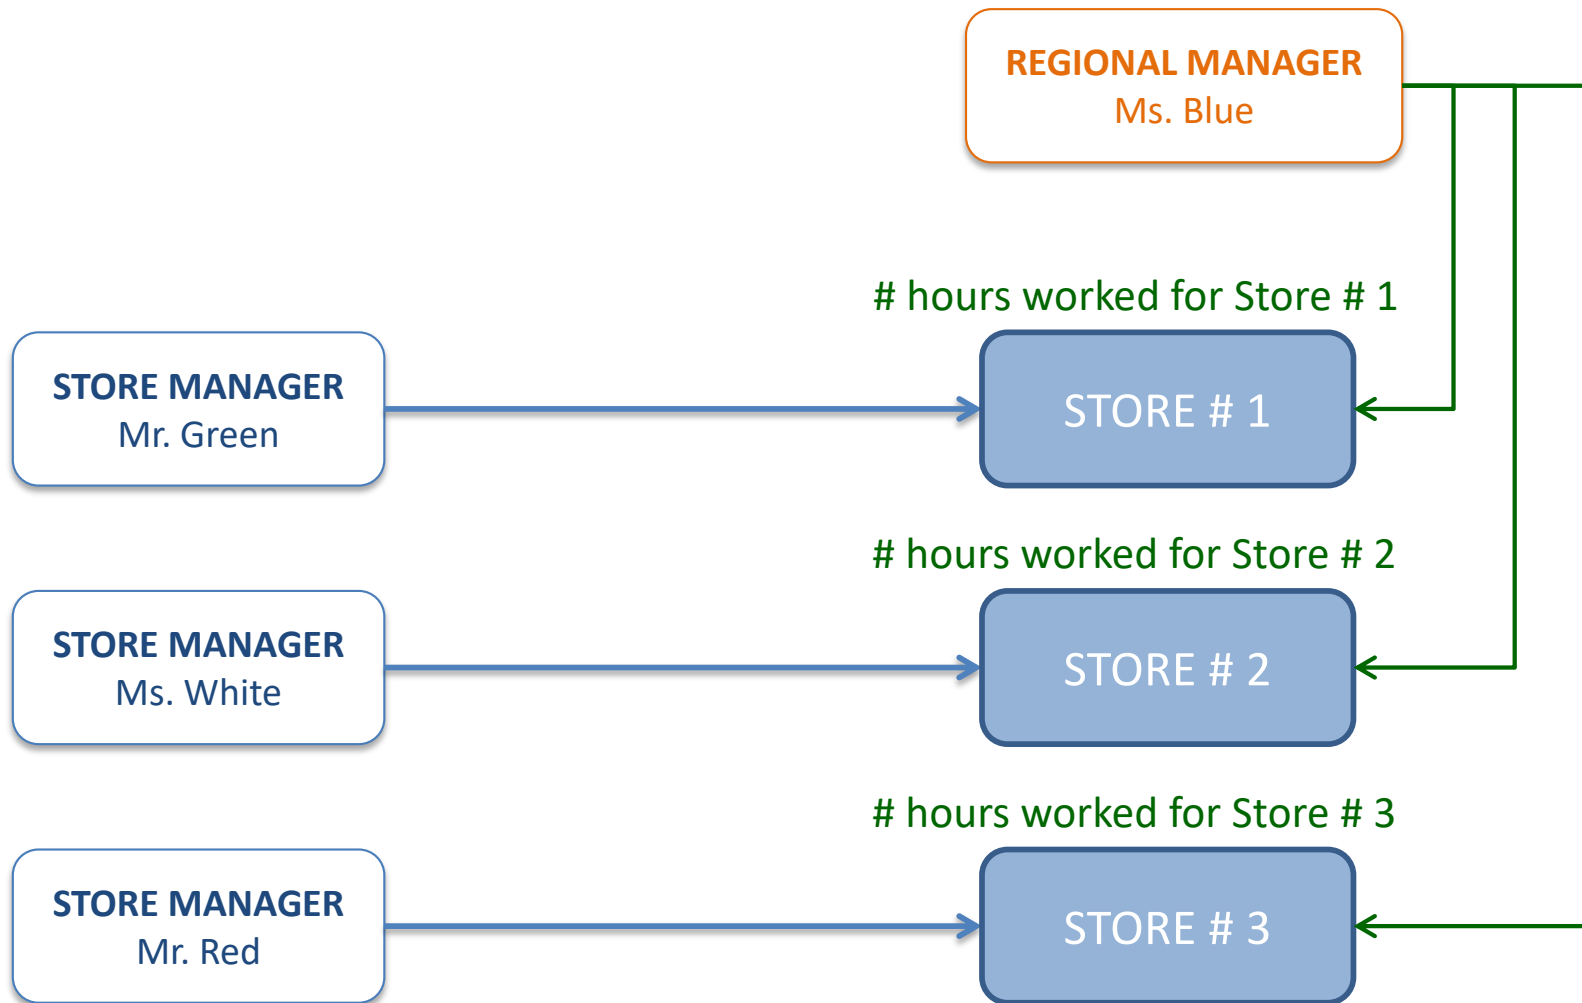 REGIONAL MANAGER
Ms. Blue
# hours worked for Store # 1
STORE MANAGER
Mr. Green
STORE # 1
# hours worked for Store # 2
STORE MANAGER
Ms. White
STORE # 2
# hours worked for Store # 3
STORE MANAGER
Mr. Red
STORE # 3